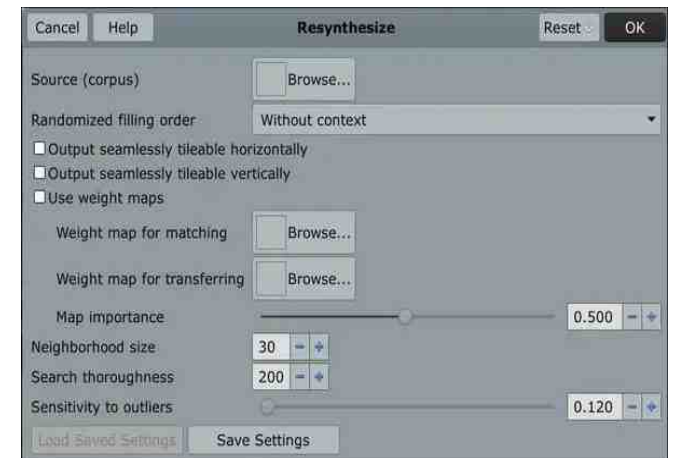 Cancel Help Resynthesize Reset OK
Source (corpus) Browse...
Randomized filling order Without context
Output seamlessly tileable horizontally
Output seamlessly tileable vertically
Use weight maps
Weight map for matching Browse...
Weight map for transferring Browse...
Map importance 0.500 - +
Neighborhood size 30 - +
Search thoroughness 200 - +
Sensitivity to outliers 0.120 - +
Load Saved Settings Save Settings